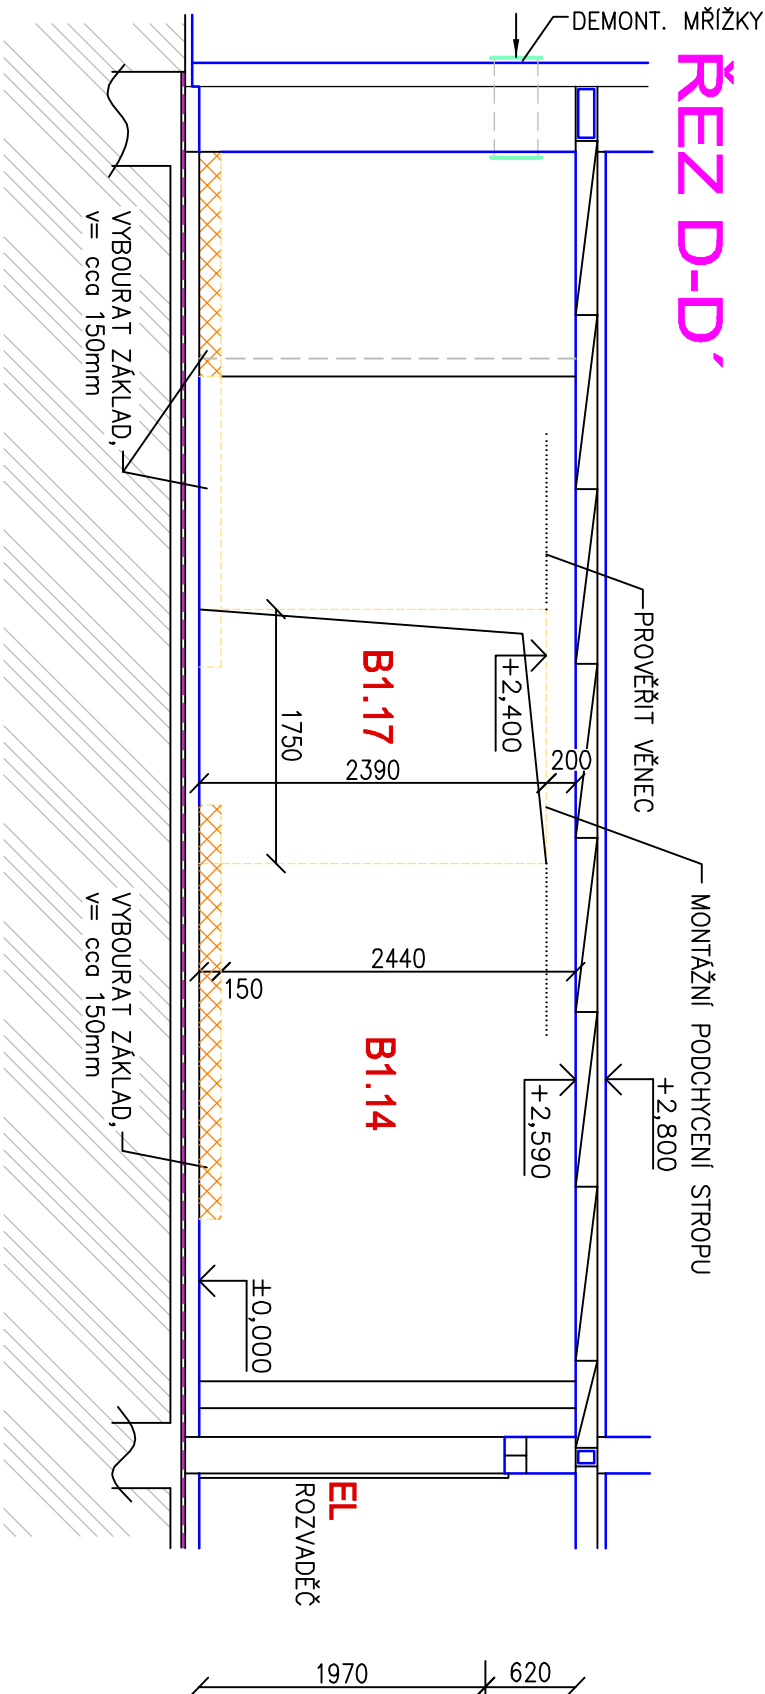 DEMONT. MŘÍŽKY
ŘEZ D-D´
VYBOURAT ZÁKLAD,
v= cca 150mm
PROVĚŘIT VĚNEC
+2,400
B1.17
1750
2390
200
MONTÁŽNÍ PODCHYCENÍ STROPU
VYBOURAT ZÁKLAD,
v= cca 150mm
2440
150
B1.14
+2,590
+2,800
±0,000
EL
ROZVADĚČ
1970
620